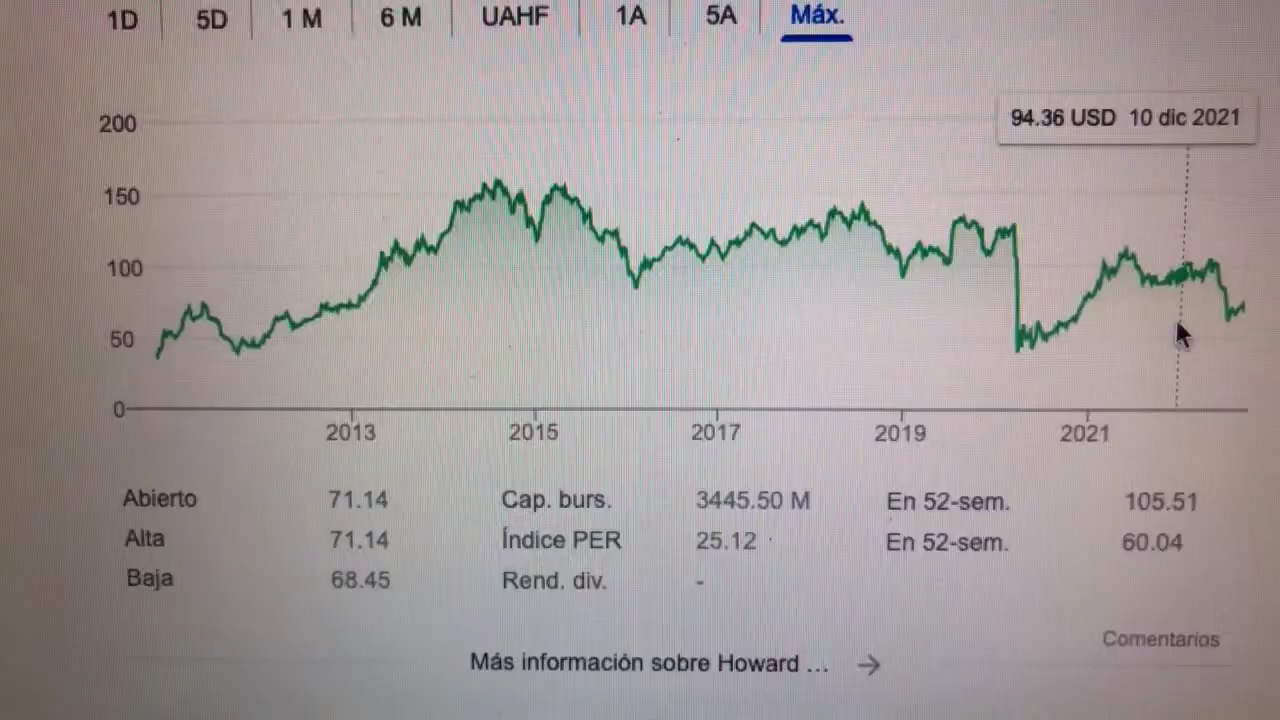 1D 5D 1 M 6 M UAHF 1A 5A Máx.
94.36 USD 10 dic 2021
200
150
100
50
0
2013 2015 2017 2019 2021
Abierto 71.14 Cap. burs. 3445.50 M En 52-sem. 105.51
Alta 71.14 Índice PER 25.12 En 52-sem. 60.04
Baja 68.45 Rend. div. -
Comentarios
Más información sobre Howard ...